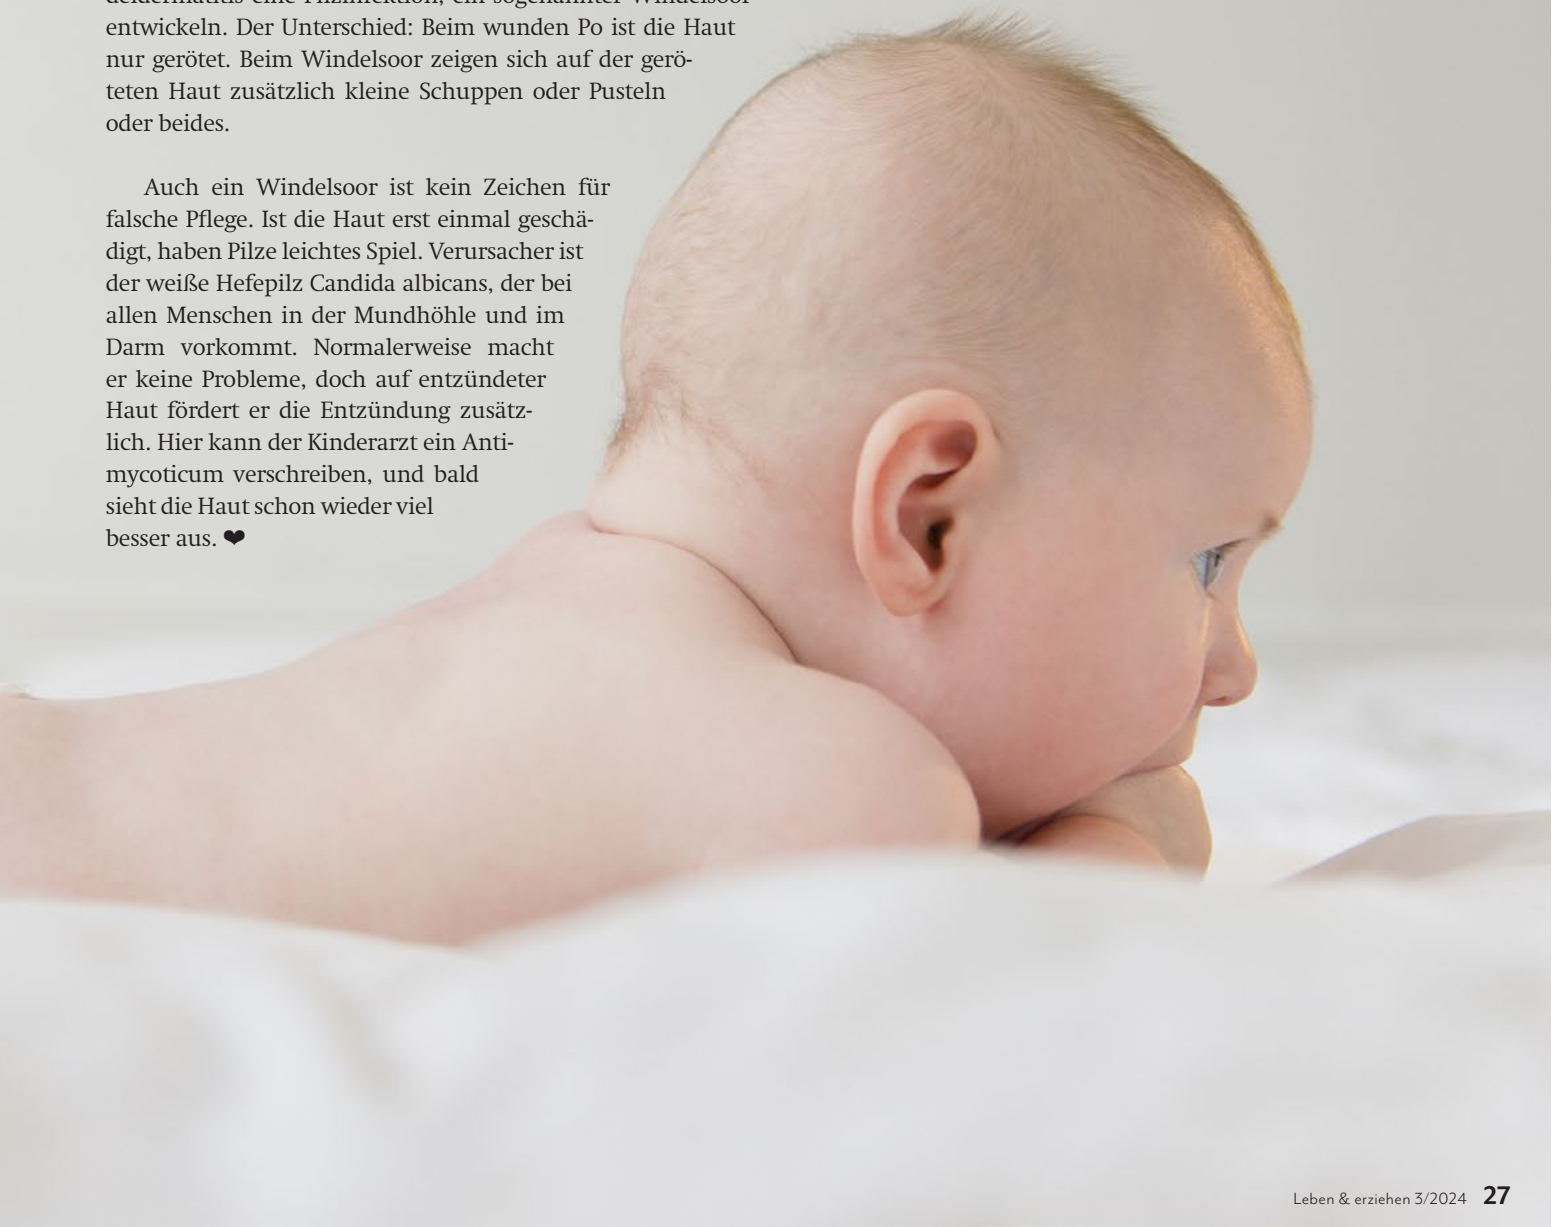 entwickeln. Der Unterschied: Beim wunden Po ist die Haut
nur gerötet. Beim Windelsoor zeigen sich auf der gerö-
teten Haut zusätzlich kleine Schuppen oder Pusteln
oder beides.
Auch ein Windelsoor ist kein Zeichen für
falsche Pflege. Ist die Haut erst einmal geschä-
digt, haben Pilze leichtes Spiel. Verursacher ist
der weiße Hefepilz Candida albicans, der bei
allen Menschen in der Mundhöhle und im
Darm vorkommt. Normalerweise macht
er keine Probleme, doch auf entzündeter
Haut fördert er die Entzündung zusätz-
lich. Hier kann der Kinderarzt ein Anti-
mycoticum verschreiben, und bald
sieht die Haut schon wieder viel
besser aus. ❤
Leben & erziehen 3/2024 27